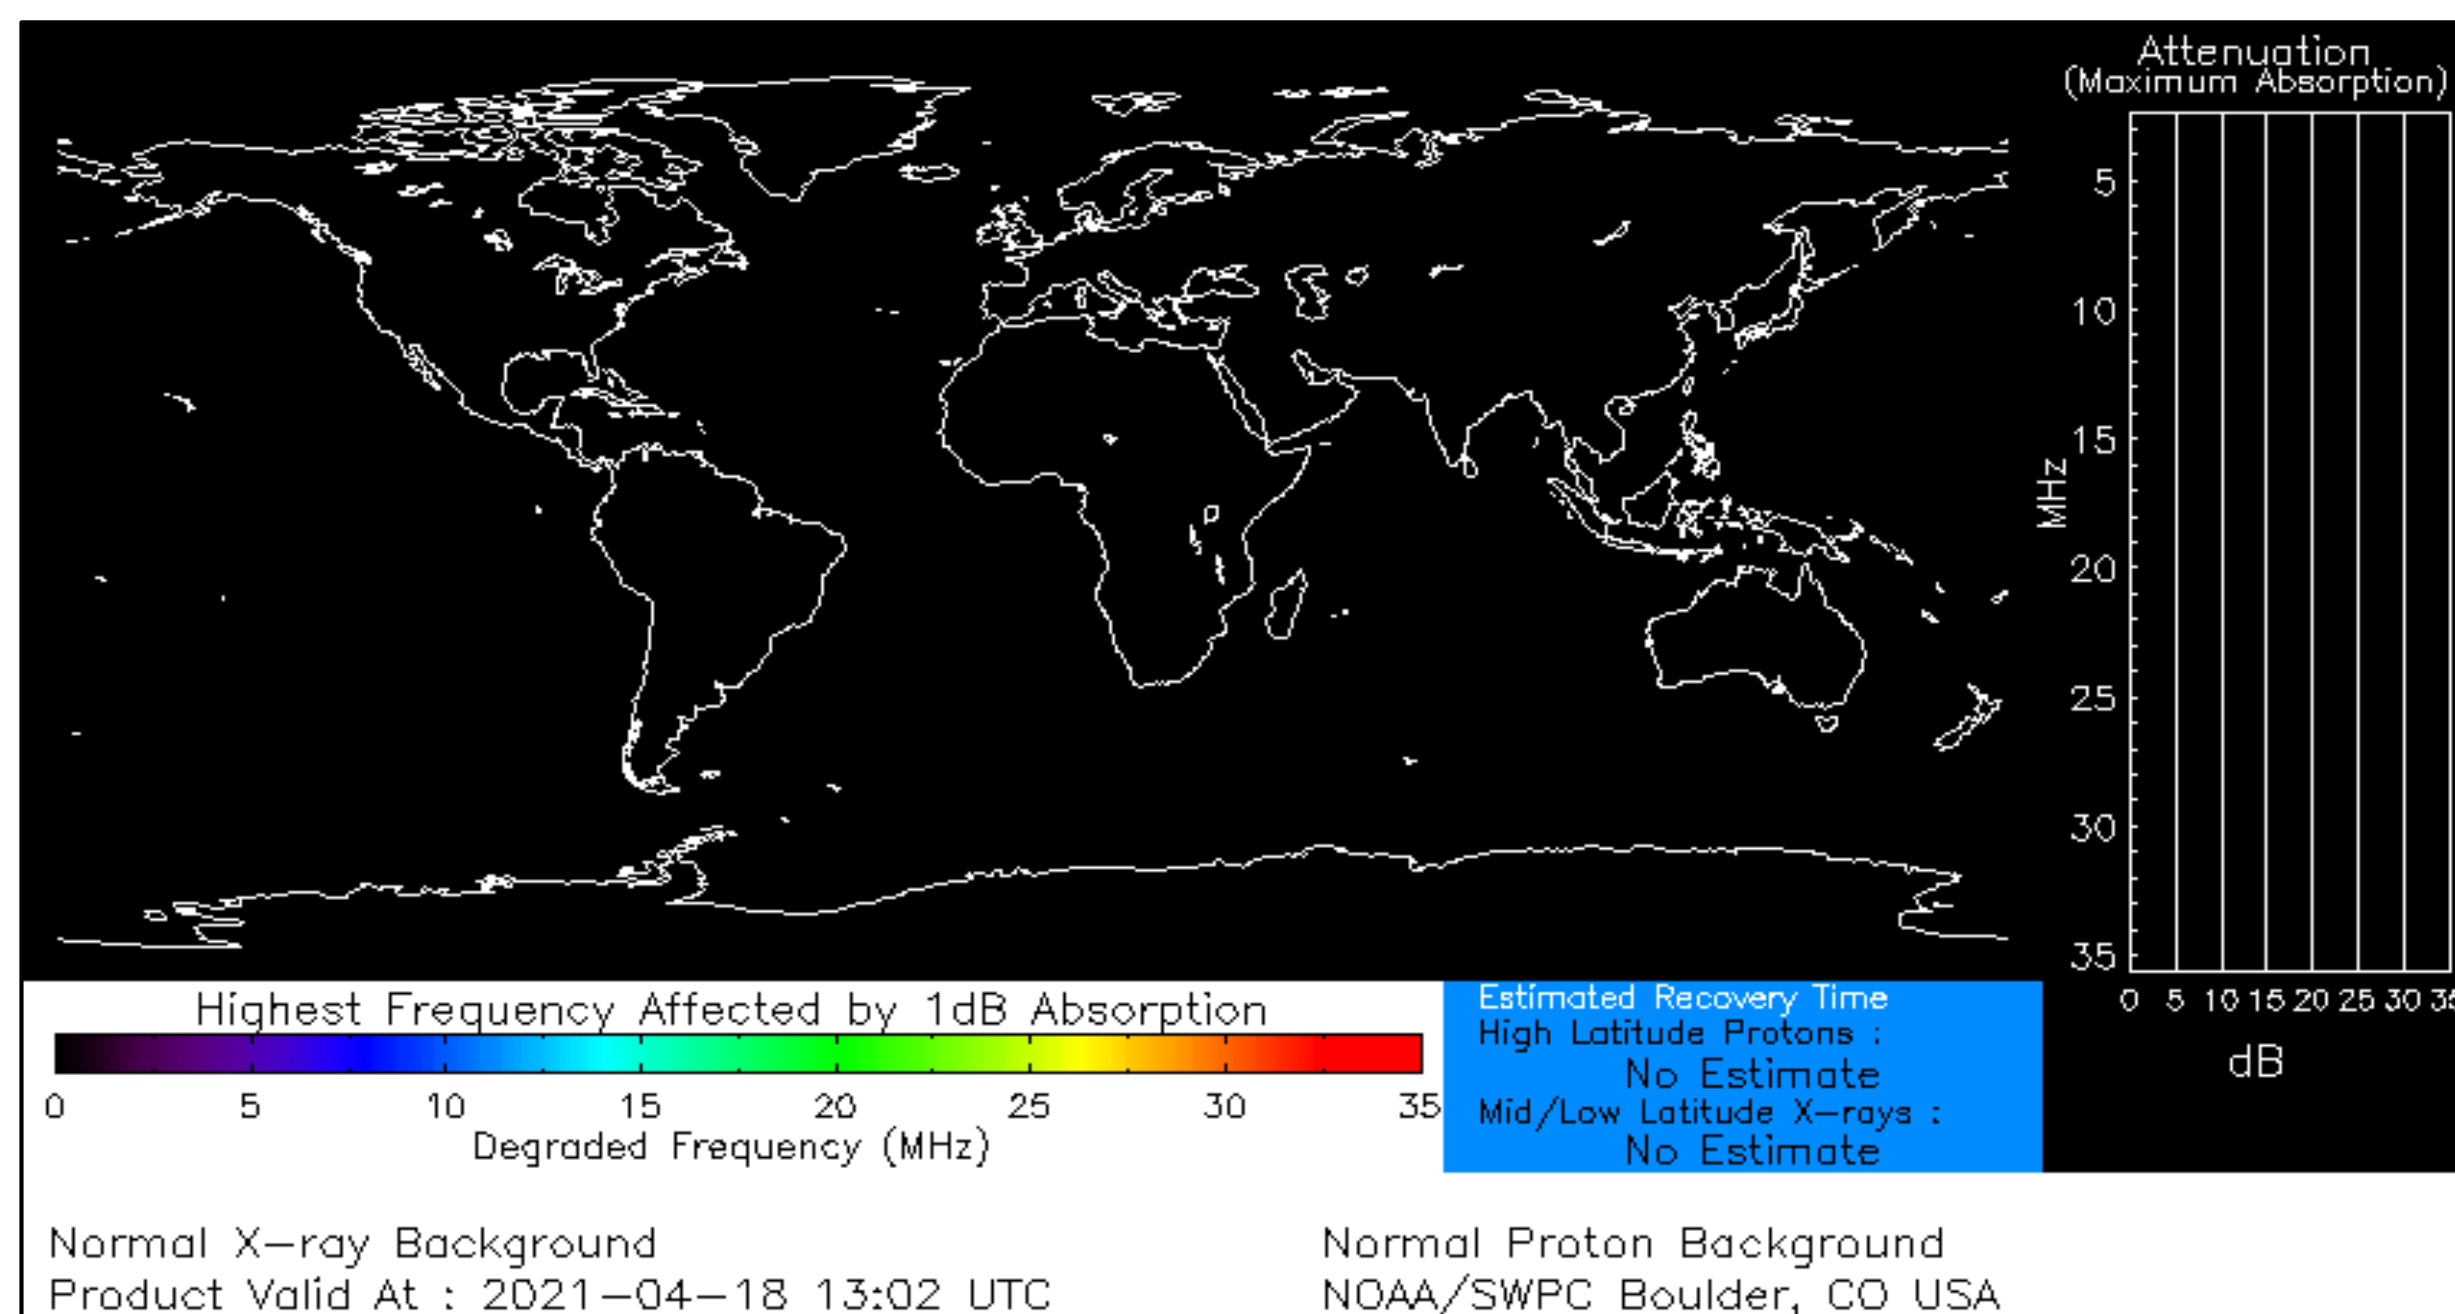 Attenuation
(Maximum Absorption)
5
10
15
20
25
30
35
MHz
0 5 10 15 20 25 30
dB
Highest Frequency Affected by 1dB Absorption
0 5 10 15 20 25 30 35
Degraded Frequency (MHz)
Estimated Recovery Time
High Latitude Protons :
No Estimate
Mid/Low Latitude X-rays :
No Estimate
Normal X-ray Background
Normal Proton Background
Product Valid At : 2021-04-18 13:02 UTC
NOAA/SWPC Boulder, CO USA